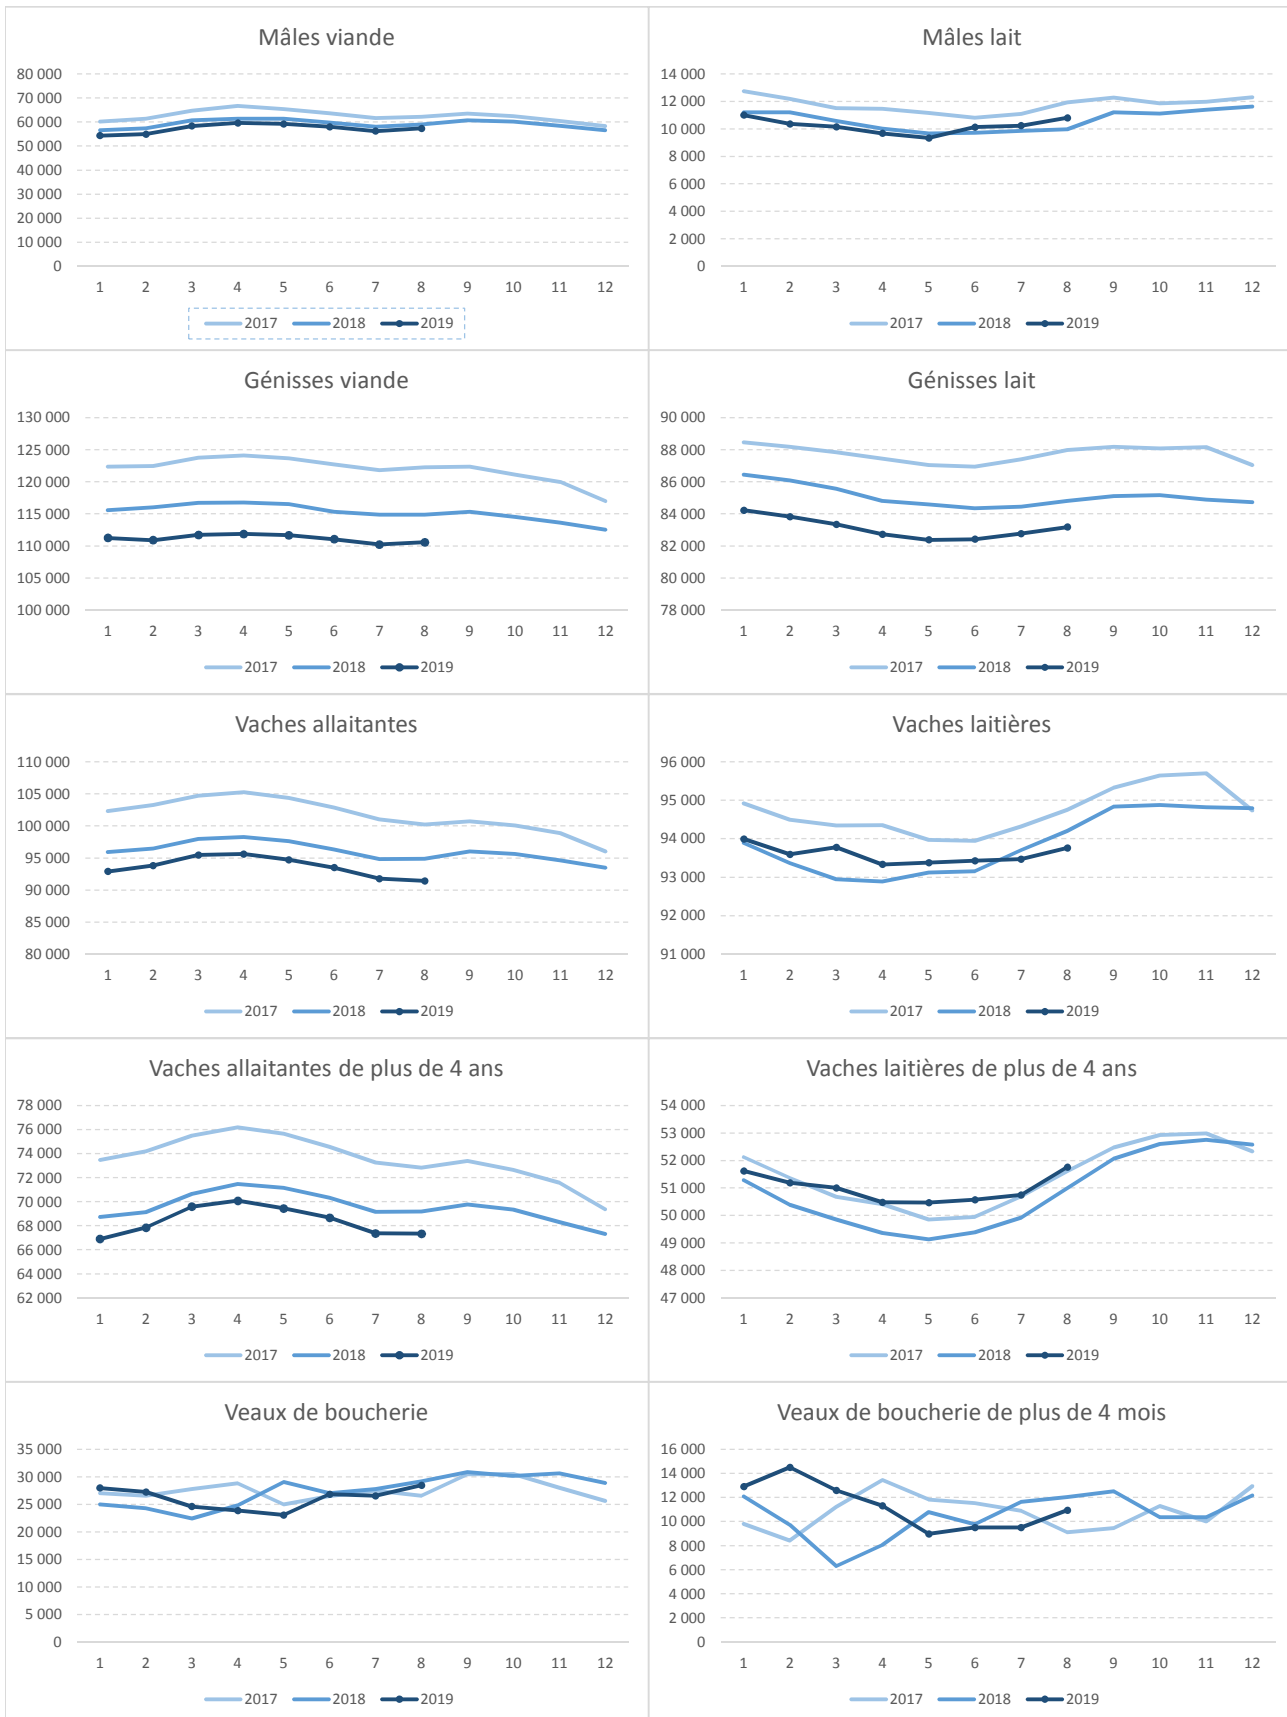 Mâles viande
80 000
70 000
60 000
50 000
40 000
30 000
20 000
10 000
0
1 2 3 4 5 6 7 8 9 10 11 12
2017 2018 2019
Mâles lait
14 000
12 000
10 000
8 000
6 000
4 000
2 000
0
1 2 3 4 5 6 7 8 9 10 11 12
2017 2018 2019
Génisses viande
130 000
125 000
120 000
115 000
110 000
105 000
100 000
1 2 3 4 5 6 7 8 9 10 11 12
2017 2018 2019
Génisses lait
90 000
88 000
86 000
84 000
82 000
80 000
78 000
1 2 3 4 5 6 7 8 9 10 11 12
2017 2018 2019
Vaches allaitantes
110 000
105 000
100 000
95 000
90 000
85 000
80 000
1 2 3 4 5 6 7 8 9 10 11 12
2017 2018 2019
Vaches laitières
96 000
95 000
94 000
93 000
92 000
91 000
1 2 3 4 5 6 7 8 9 10 11 12
2017 2018 2019
Vaches allaitantes de plus de 4 ans
78 000
76 000
74 000
72 000
70 000
68 000
66 000
64 000
62 000
1 2 3 4 5 6 7 8 9 10 11 12
2017 2018 2019
Vaches laitières de plus de 4 ans
54 000
53 000
52 000
51 000
50 000
49 000
48 000
47 000
1 2 3 4 5 6 7 8 9 10 11 12
2017 2018 2019
Veaux de boucherie
35 000
30 000
25 000
20 000
15 000
10 000
5 000
0
1 2 3 4 5 6 7 8 9 10 11 12
2017 2018 2019
Veaux de boucherie de plus de 4 mois
16 000
14 000
12 000
10 000
8 000
6 000
4 000
2 000
0
1 2 3 4 5 6 7 8 9 10 11 12
2017 2018 2019